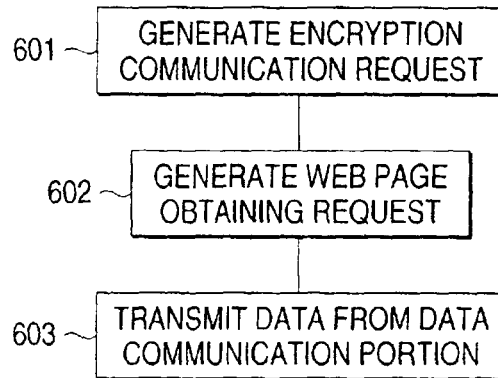 601
GENERATE ENCRYPTION
COMMUNICATION REQUEST
602
GENERATE WEB PAGE
OBTAINING REQUEST
603
TRANSMIT DATA FROM DATA
COMMUNICATION PORTION